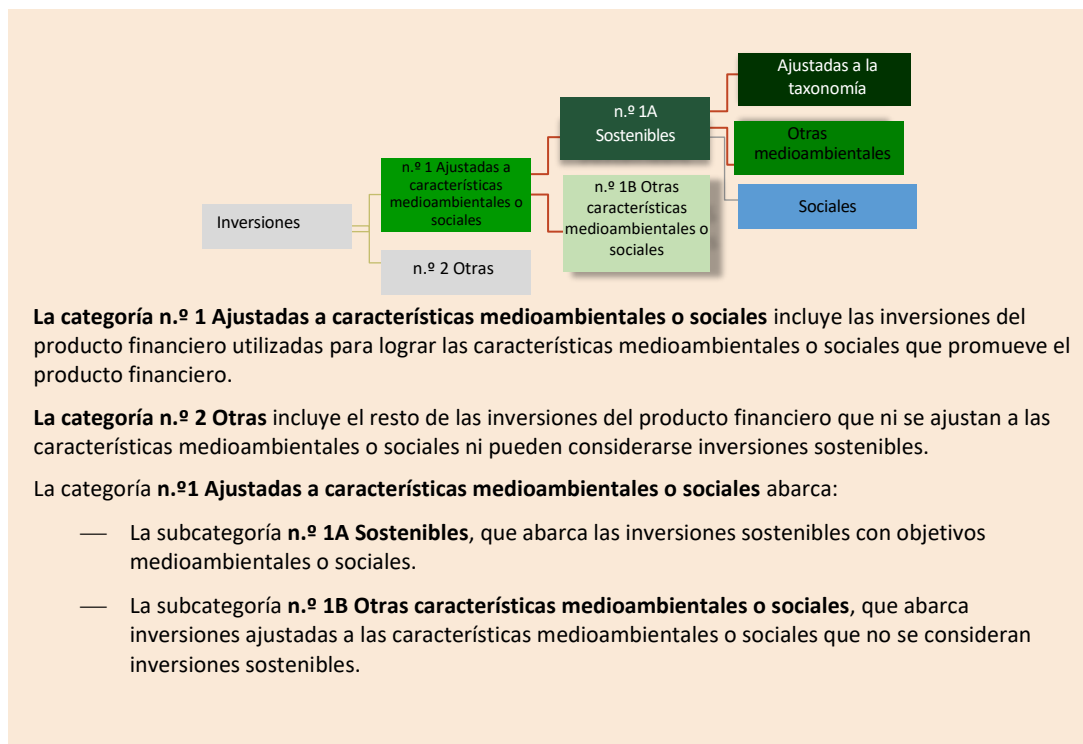 Ajustadas a la
taxonomía
n.º 1A
Sostenibles
Otras
medioambientales
n.º 1 Ajustadas a
características
medioambientales o
sociales
n.º 1B Otras
características
medioambientales o
sociales
Sociales
Inversiones
n.º 2 Otras
La categoría n.º 1 Ajustadas a características medioambientales o sociales incluye las inversiones del
producto financiero utilizadas para lograr las características medioambientales o sociales que promueve el
producto financiero.
La categoría n.º 2 Otras incluye el resto de las inversiones del producto financiero que ni se ajustan a las
características medioambientales o sociales ni pueden considerarse inversiones sostenibles.
La categoría n.º1 Ajustadas a características medioambientales o sociales abarca:
— La subcategoría n.º 1A Sostenibles, que abarca las inversiones sostenibles con objetivos
medioambientales o sociales.
— La subcategoría n.º 1B Otras características medioambientales o sociales, que abarca
inversiones ajustadas a las características medioambientales o sociales que no se consideran
inversiones sostenibles.